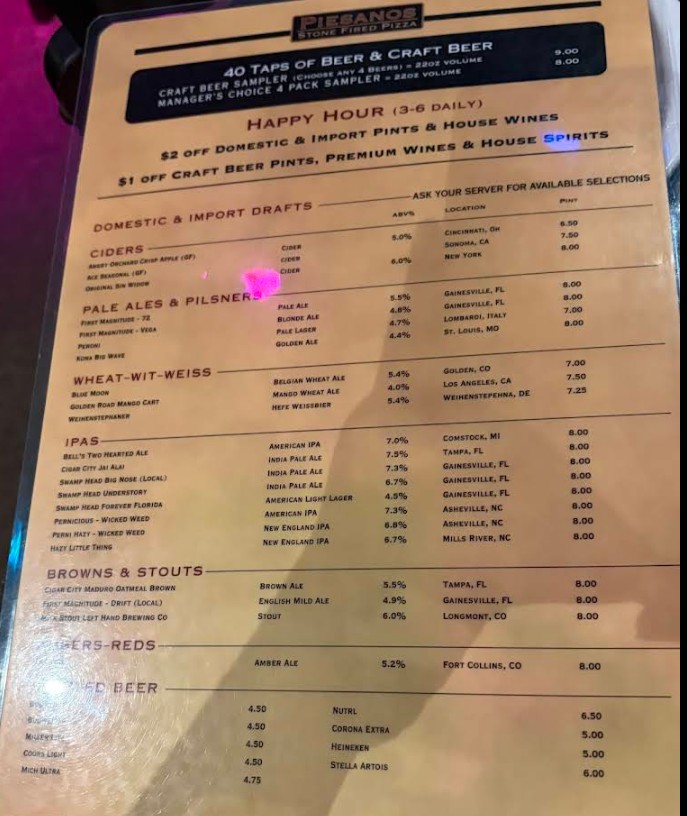 PIESANOS
STONE FIRED PIZZA
40 TAPS OF BEER & CRAFT BEER
CRAFT BEER SAMPLER (CHOOSE ANY 4 BEERS) = 22OZ VOLUME 9.00
MANAGER'S CHOICE 4 PACK SAMPLER = 22OZ VOLUME 8.00
HAPPY HOUR (3-6 DAILY)
$2 OFF DOMESTIC & IMPORT PINTS & HOUSE WINES
$1 OFF CRAFT BEER PINTS, PREMIUM WINES & HOUSE SPIRITS
DOMESTIC & IMPORT DRAFTS ASK YOUR SERVER FOR AVAILABLE SELECTIONS
ABV% LOCATION PINT
CIDERS
ANGRY ORCHARD CRISP APPLE (GF) CIDER 5.0% CINCINNATI, OH 6.50
ACE SEASONAL (GF) CIDER SONOMA, CA 7.50
ORIGINAL SIN WIDOW CIDER 6.0% NEW YORK 8.00
PALE ALES & PILSNERS
FIRST MAGNITUDE - 72 PALE ALE 5.5% GAINESVILLE, FL 8.00
FIRST MAGNITUDE - VEGA BLONDE ALE 4.8% GAINESVILLE, FL 8.00
PERONI PALE LAGER 4.7% LOMBARDI, ITALY 7.00
KONA BIG WAVE GOLDEN ALE 4.4% ST. LOUIS, MO 8.00
WHEAT-WIT-WEISS
BLUE MOON BELGIAN WHEAT ALE 5.4% GOLDEN, CO 7.00
GOLDEN ROAD MANGO CART MANGO WHEAT ALE 4.0% LOS ANGELES, CA 7.50
WEIHENSTEPHANER HEFE WEISSBIER 5.4% WEIHENSTEPEHNA, DE 7.25
IPAS
BELL'S TWO HEARTED ALE AMERICAN IPA 7.0% COMSTOCK, MI 8.00
CIGAR CITY JAI ALAI INDIA PALE ALE 7.5% TAMPA, FL 8.00
SWAMP HEAD BIG NOSE (LOCAL) INDIA PALE ALE 7.3% GAINESVILLE, FL 8.00
SWAMP HEAD UNDERSTORY INDIA PALE ALE 6.7% GAINESVILLE, FL 8.00
SWAMP HEAD FOREVER FLORIDA AMERICAN LIGHT LAGER 4.5% GAINESVILLE, FL 8.00
PERNICIOUS - WICKED WEED AMERICAN IPA 7.3% ASHEVILLE, NC 8.00
PERNI HAZY - WICKED WEED NEW ENGLAND IPA 6.8% ASHEVILLE, NC 8.00
HAZY LITTLE THING NEW ENGLAND IPA 6.7% MILLS RIVER, NC 8.00
BROWNS & STOUTS
CIGAR CITY MADURO OATMEAL BROWN BROWN ALE 5.5% TAMPA, FL 8.00
FIRST MAGNITUDE - DRIFT (LOCAL) ENGLISH MILD ALE 4.9% GAINESVILLE, FL 8.00
STOUT LEFT HAND BREWING CO STOUT 6.0% LONGMONT, CO 8.00
-REDS
AMBER ALE 5.2% FORT COLLINS, CO 8.00
BEER
4.50 NUTRL 6.50
4.50 CORONA EXTRA 5.00
4.50 HEINEKEN 5.00
COORS LIGHT 4.50 STELLA ARTOIS 6.00
MICH ULTRA 4.75